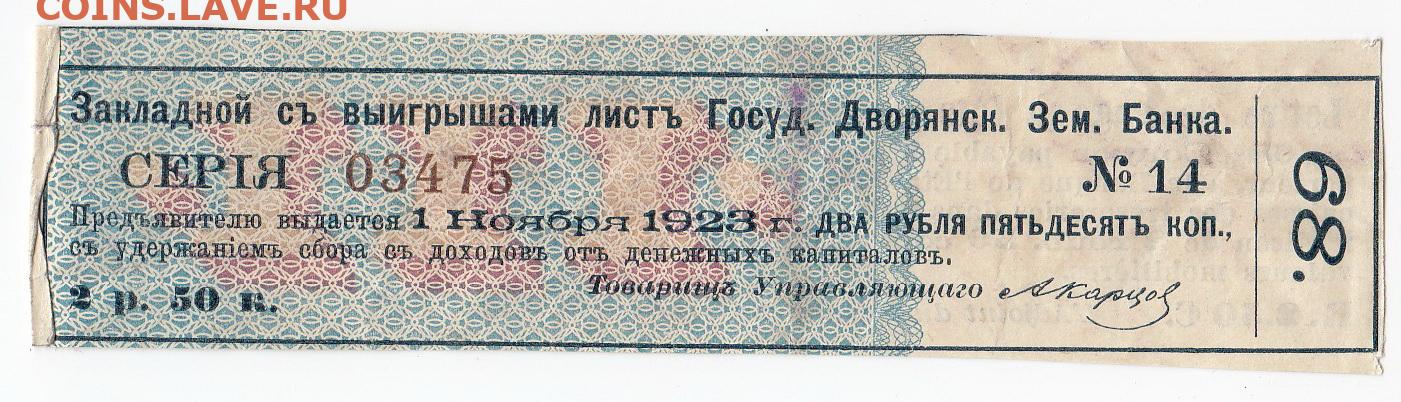 COINS.LAVE.RU
Закладной съ выигрышами листъ Госуд. Дворянск. Зем. Банка.
СЕРІЯ 03475 № 14
Предъявителю выдается 1 Ноября 1923 г. ДВА РУБЛЯ ПЯТЬДЕСЯТЪ КОП.,
съ удержаніемъ сбора съ доходовъ отъ денежныхъ капиталовъ.
Товарищъ Управляющаго АКарцов
2 р. 50 к.
68.